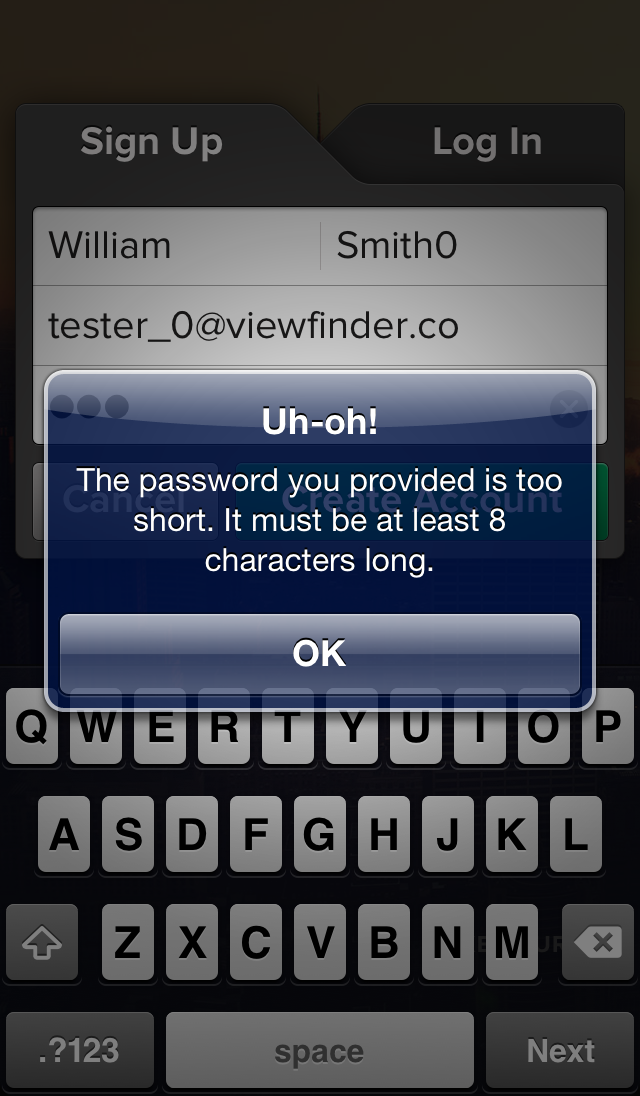 Sign Up
Log In
William
Smith0
tester_0@viewfinder.co
Uh-oh!
The password you provided is too
short. It must be at least 8
characters long.
Cancel
Create Account
OK
Q W E R T Y U I O P
A S D F G H J K L
Z X C V B N M
.?123
space
Next